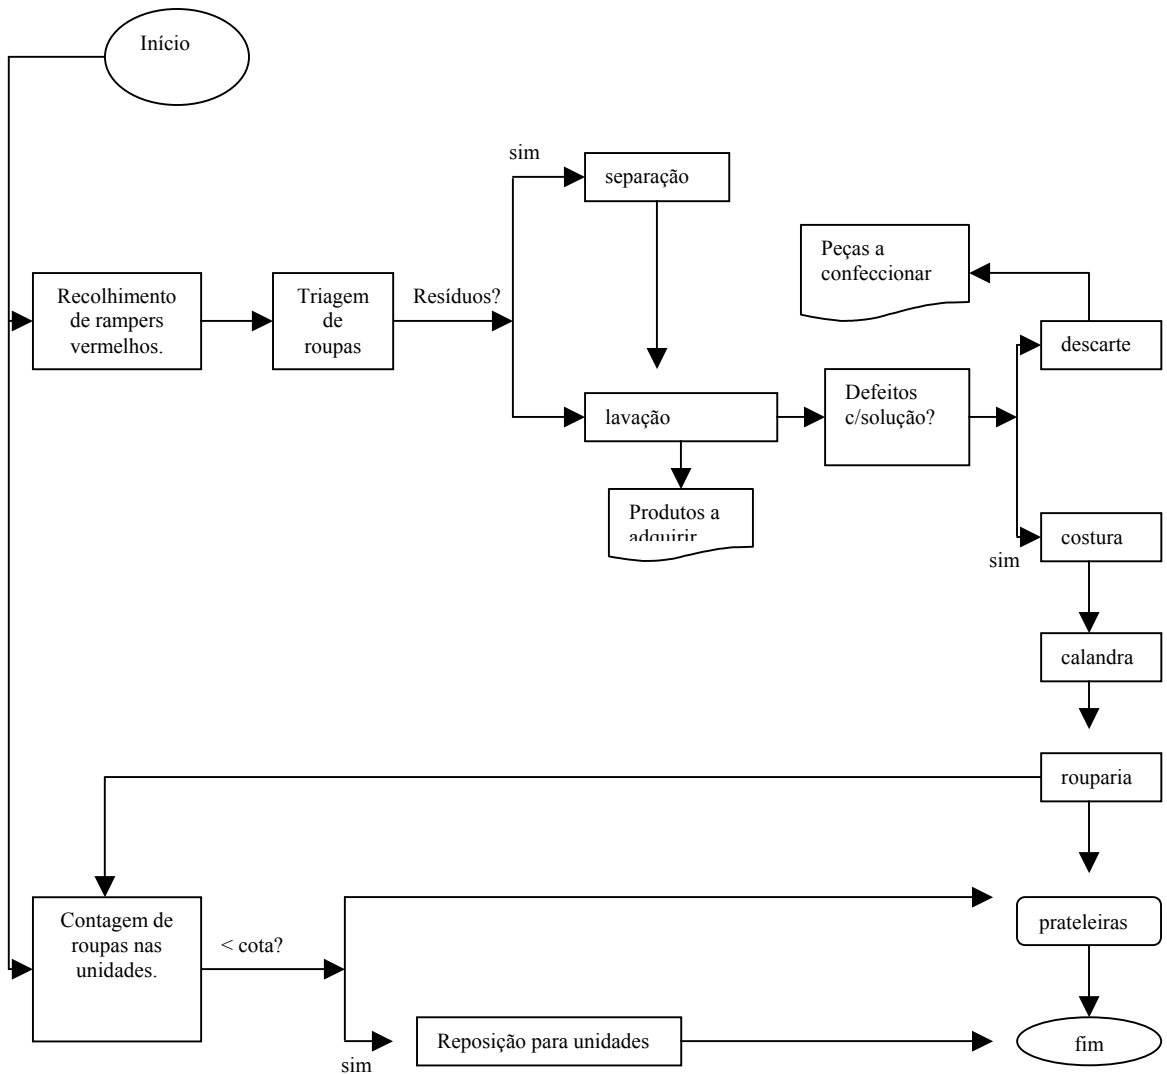 Início
sim
separação
Peças a
confeccionar
Recolhimento
de rampers
vermelhos.
Triagem
de
roupas
Resíduos?
descarte
lavação
Defeitos
c/solução?
Produtos a
adquirir
costura
sim
calandra
rouparia
Contagem de
roupas nas
unidades.
< cota?
prateleiras
sim
Reposição para unidades
fim